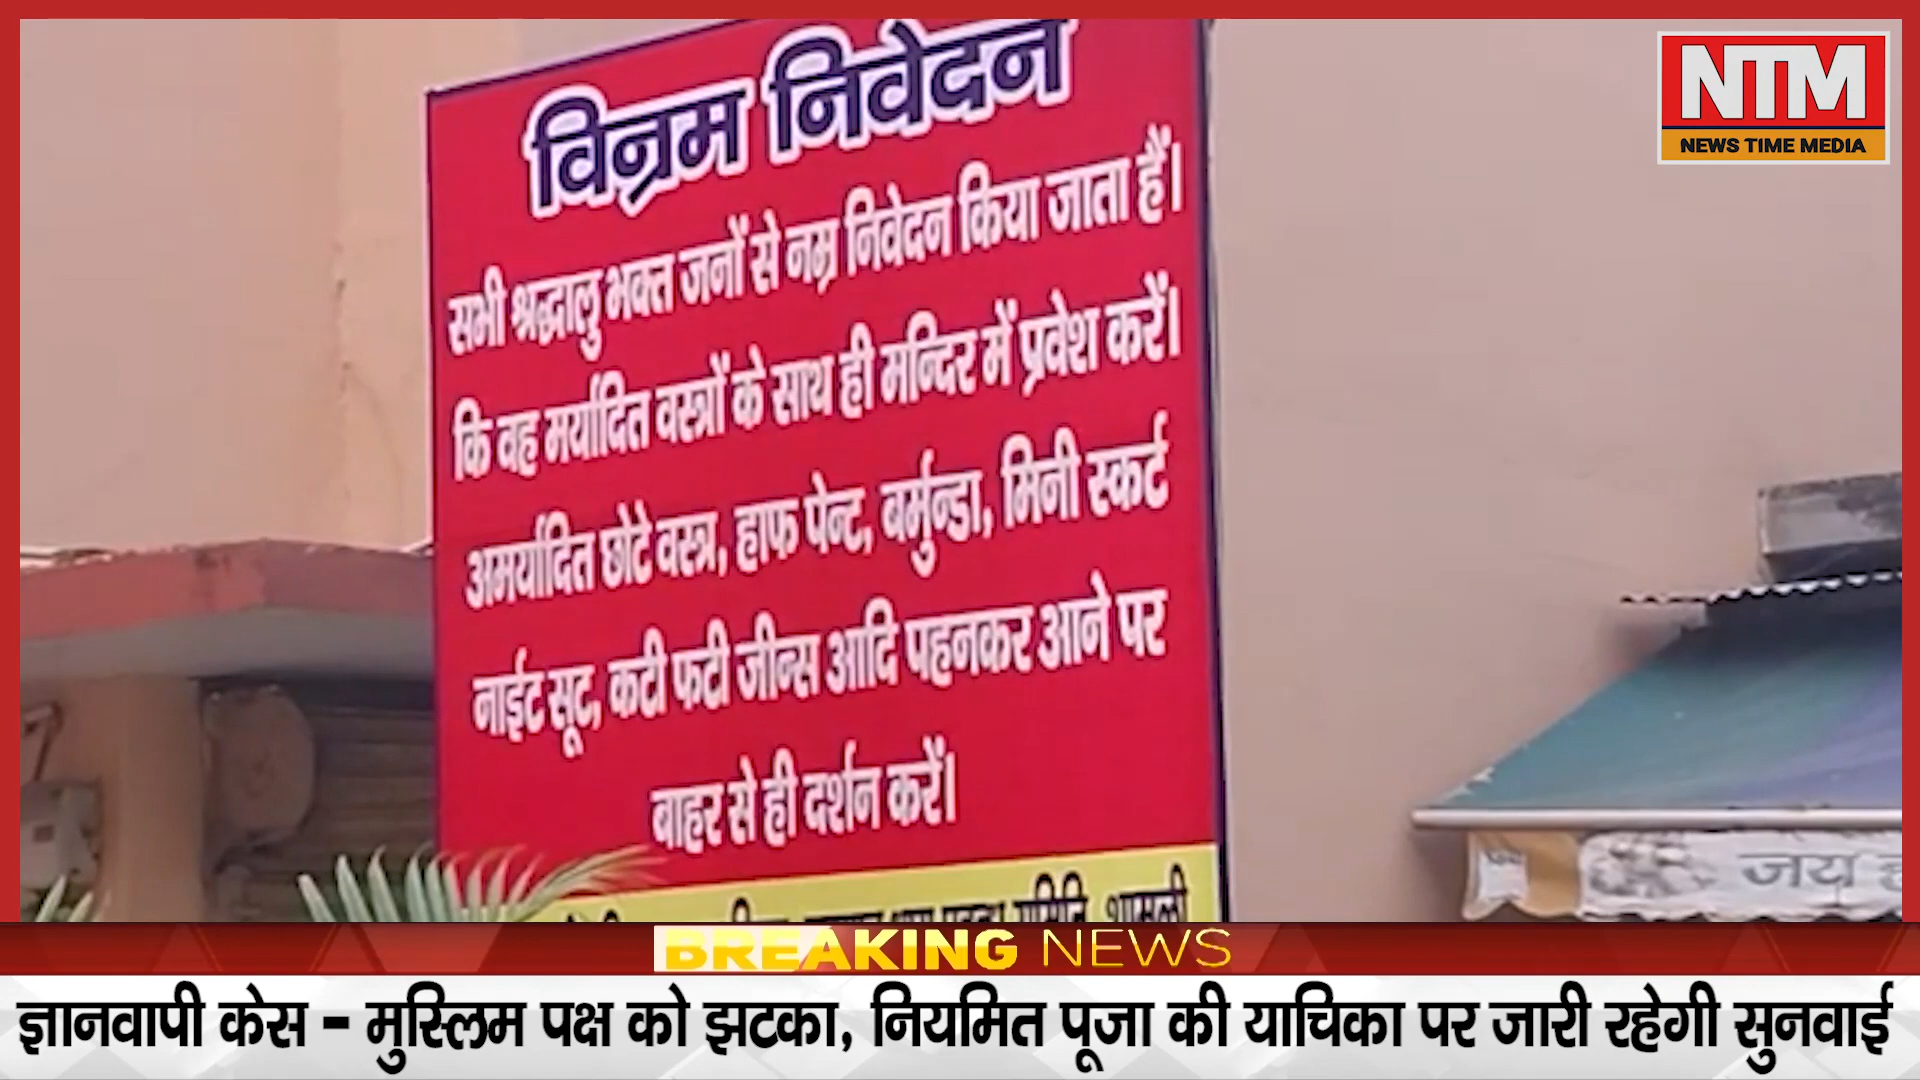 NTM
NEWS TIME MEDIA
विनम्र निवेदन
सभी श्रद्धालु भक्त जनों से नम्र निवेदन किया जाता हैं।
कि वह मर्यादित वस्त्रों के साथ ही मन्दिर में प्रवेश करें।
अमर्यादित छोटे वस्त्र, हाफ पेन्ट, बर्मुन्डा, मिनी स्कर्ट
नाईट सूट, कटी फटी जीन्स आदि पहनकर आने पर
बाहर से ही दर्शन करें।
शामली
जय
BREAKING NEWS
ज्ञानवापी केस - मुस्लिम पक्ष को झटका, नियमित पूजा की याचिका पर जारी रहेगी सुनवाई